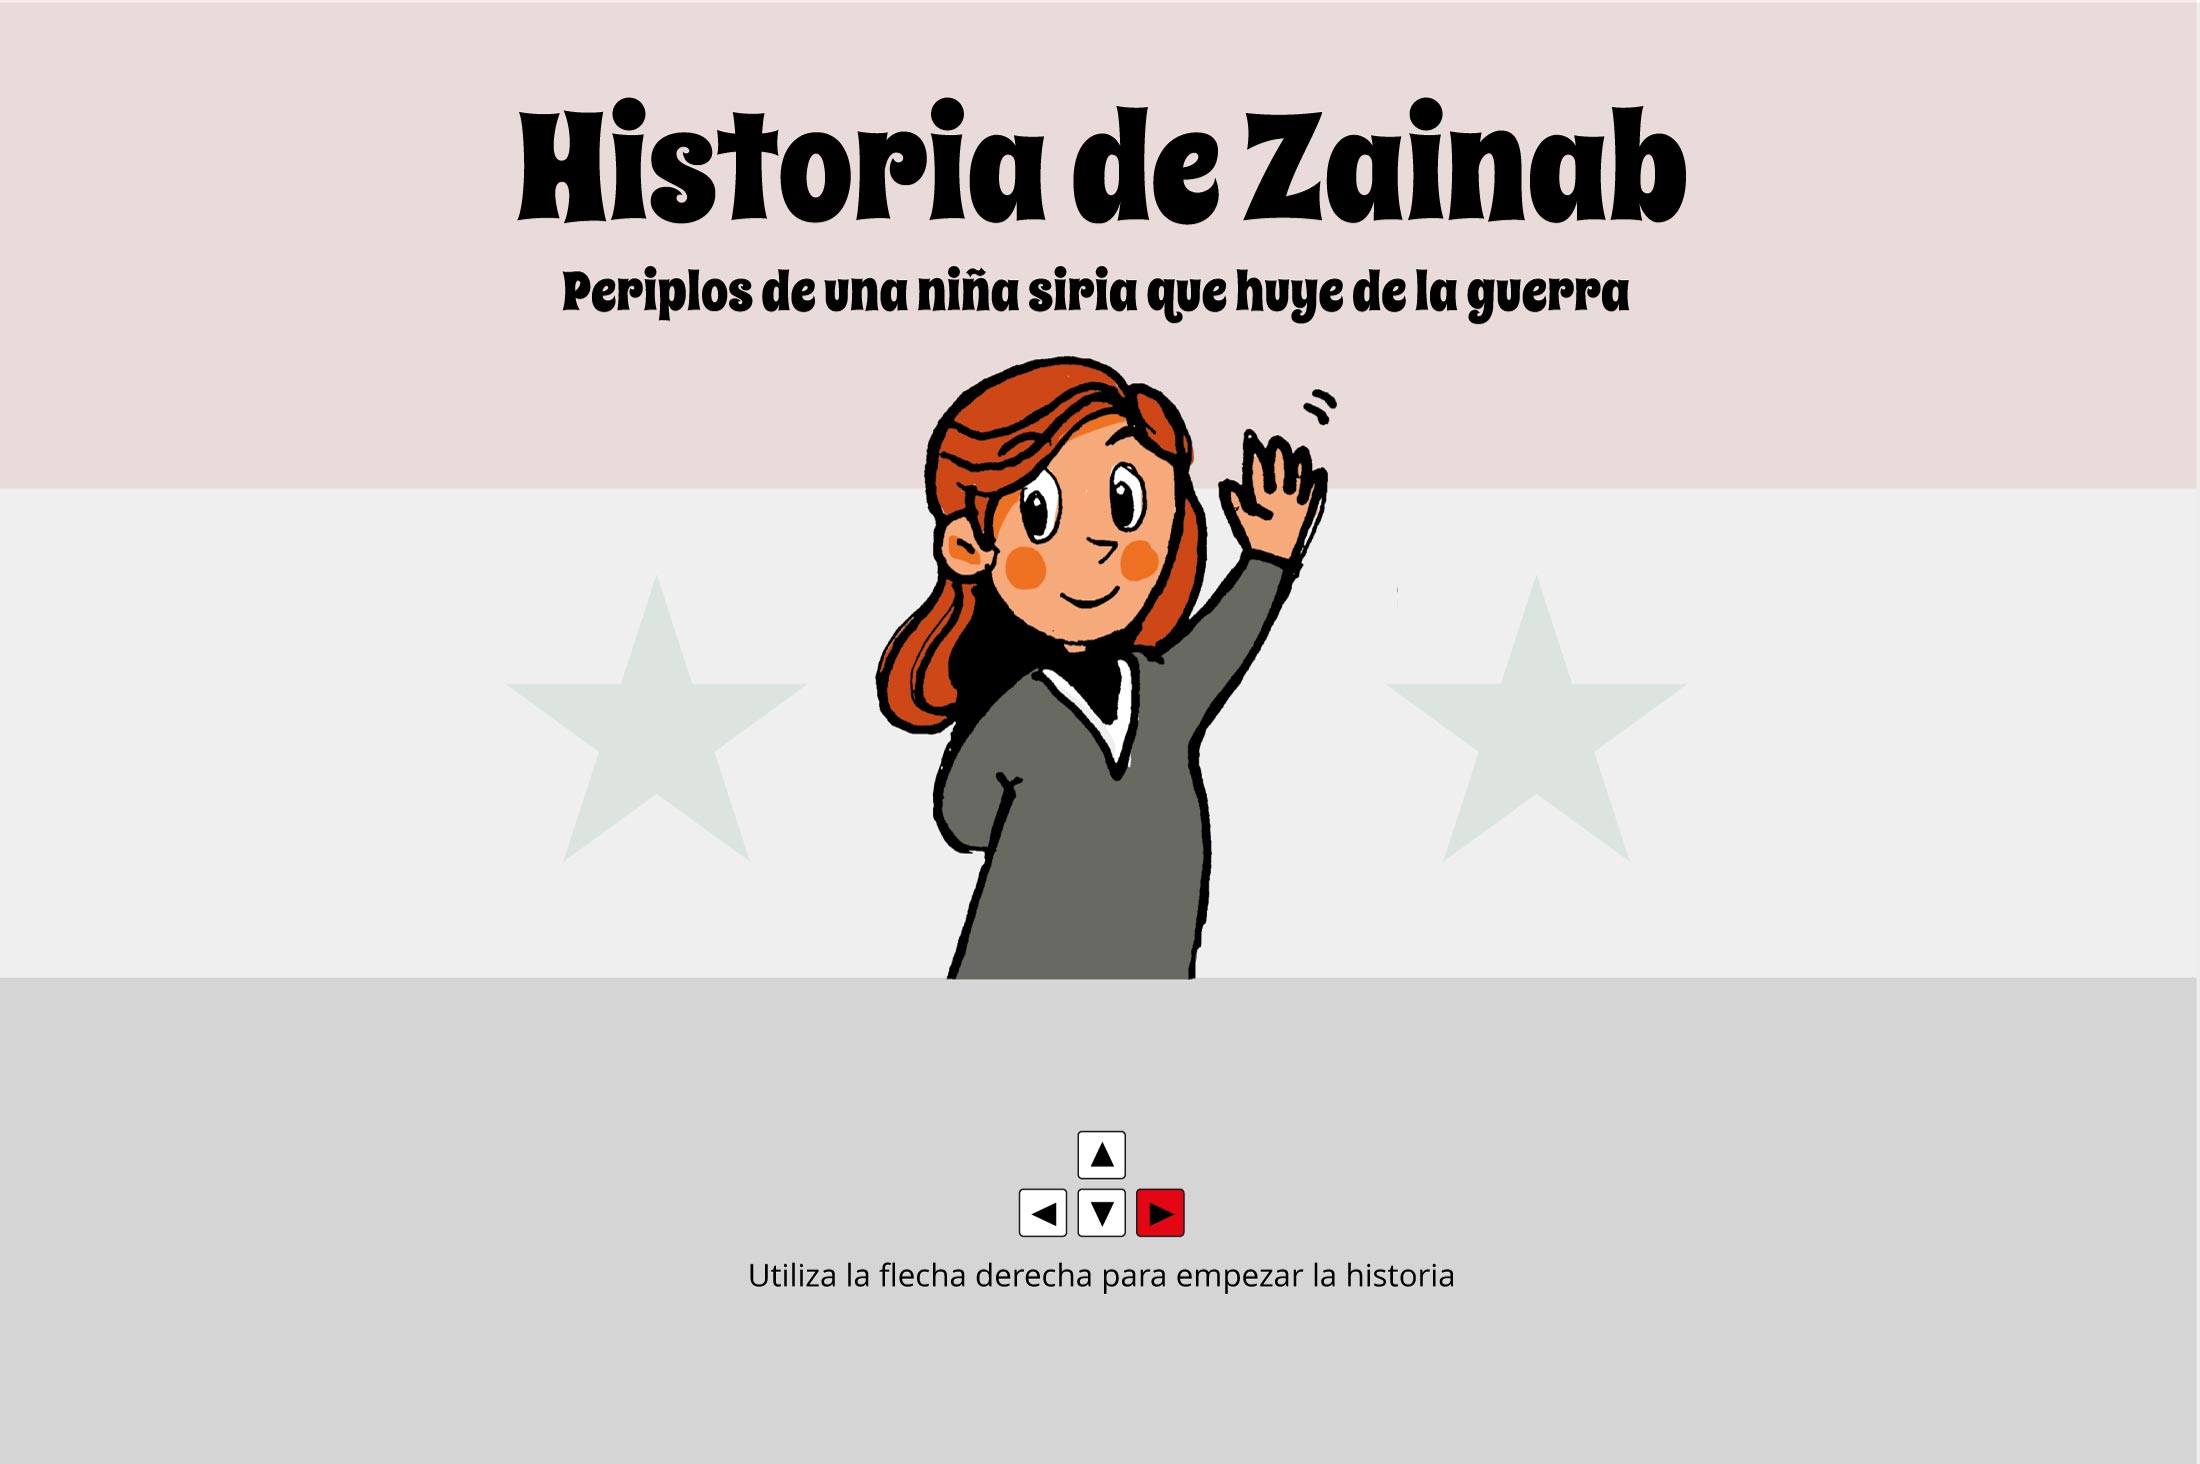 Historia de Zainab
Periplos de una niña siria que huye de la guerra
Utiliza la flecha derecha para empezar la historia